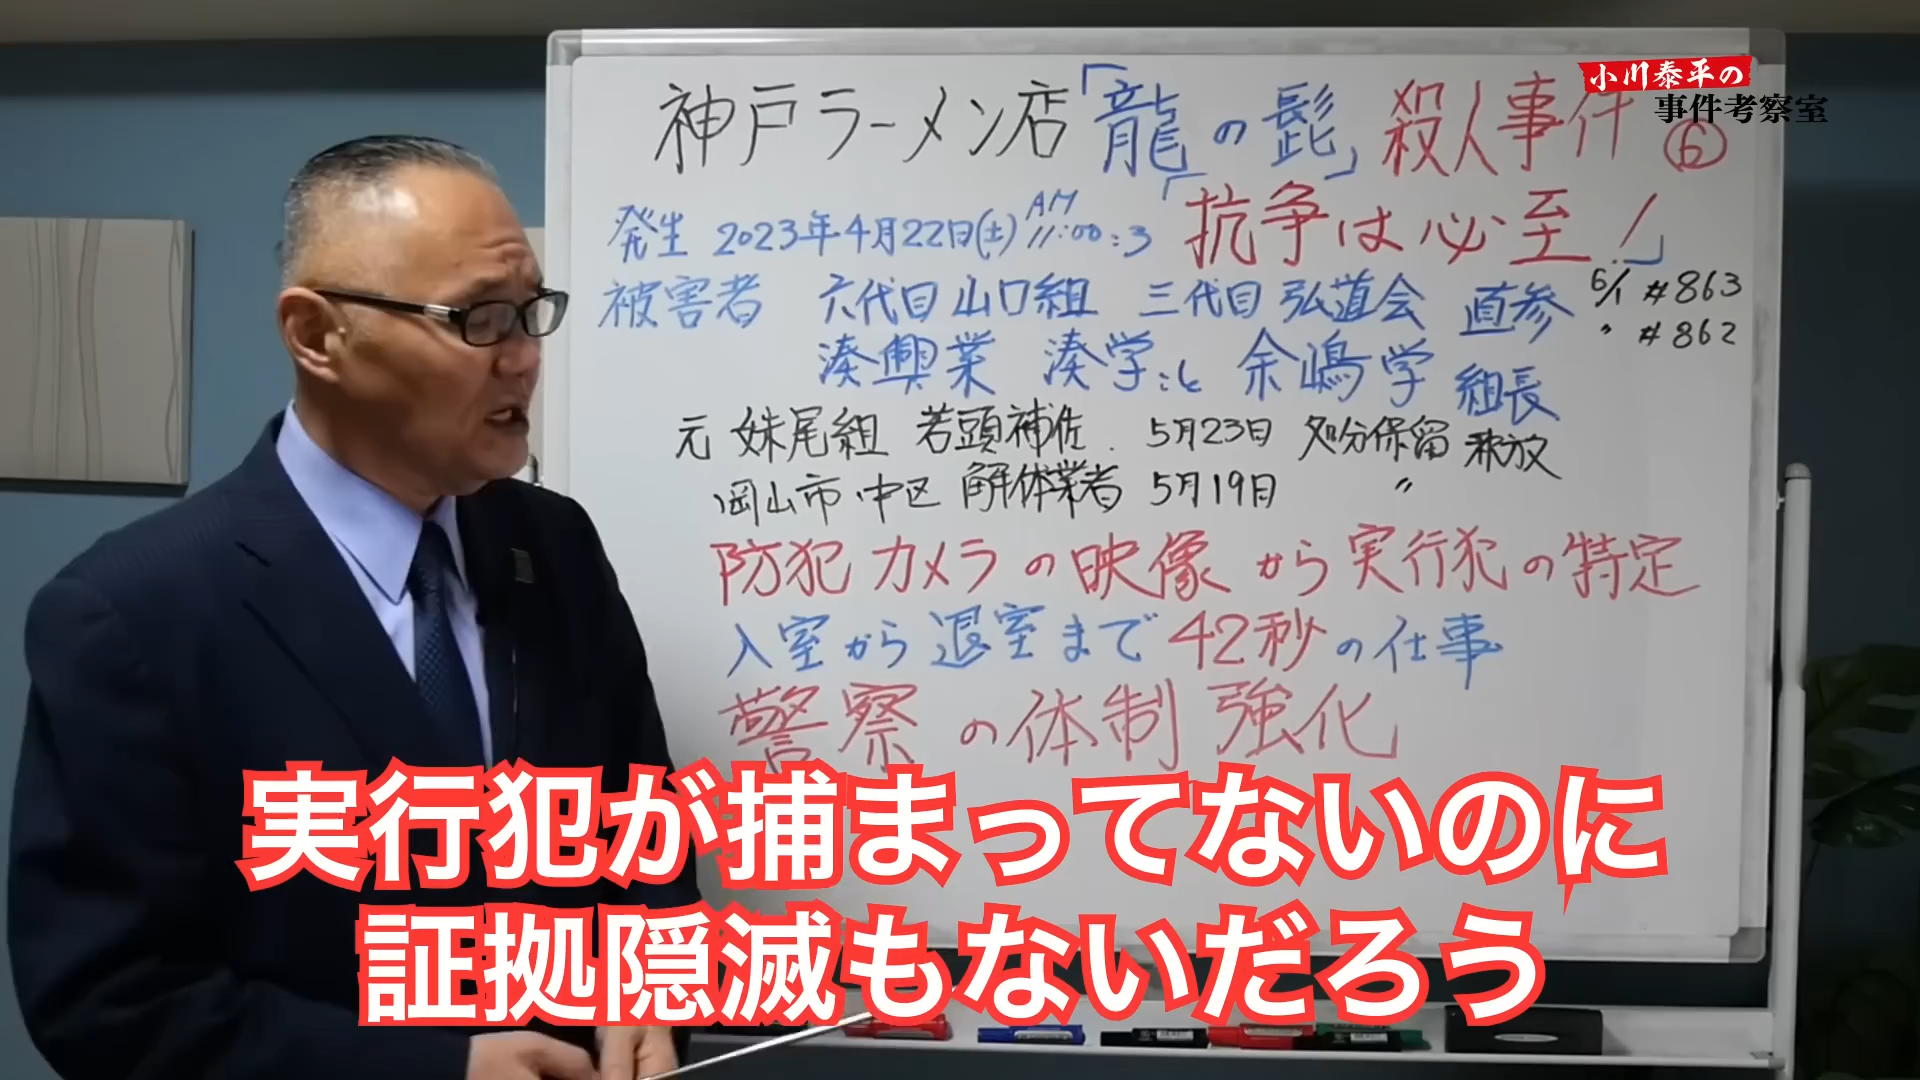 小川泰平の
事件考察室
神戸ラーメン店「龍の髭」殺人事件⑥
発生 2023年4月22日(土) AM 11:00:3 「抗争は必至!」
被害者 六代目山口組 三代目弘道会 直参 6/1 #863
〃 #862
湊興業 湊学こと 余嶋学 組長
元 妹尾組 若頭補佐. 5月23日 処分保留 釈放
岡山市中区 解体業者 5月19日 〃
防犯カメラの映像から実行犯の特定
入室から退室まで42秒の仕事
警察の体制強化
実行犯が捕まってないのに
証拠隠滅もないだろう